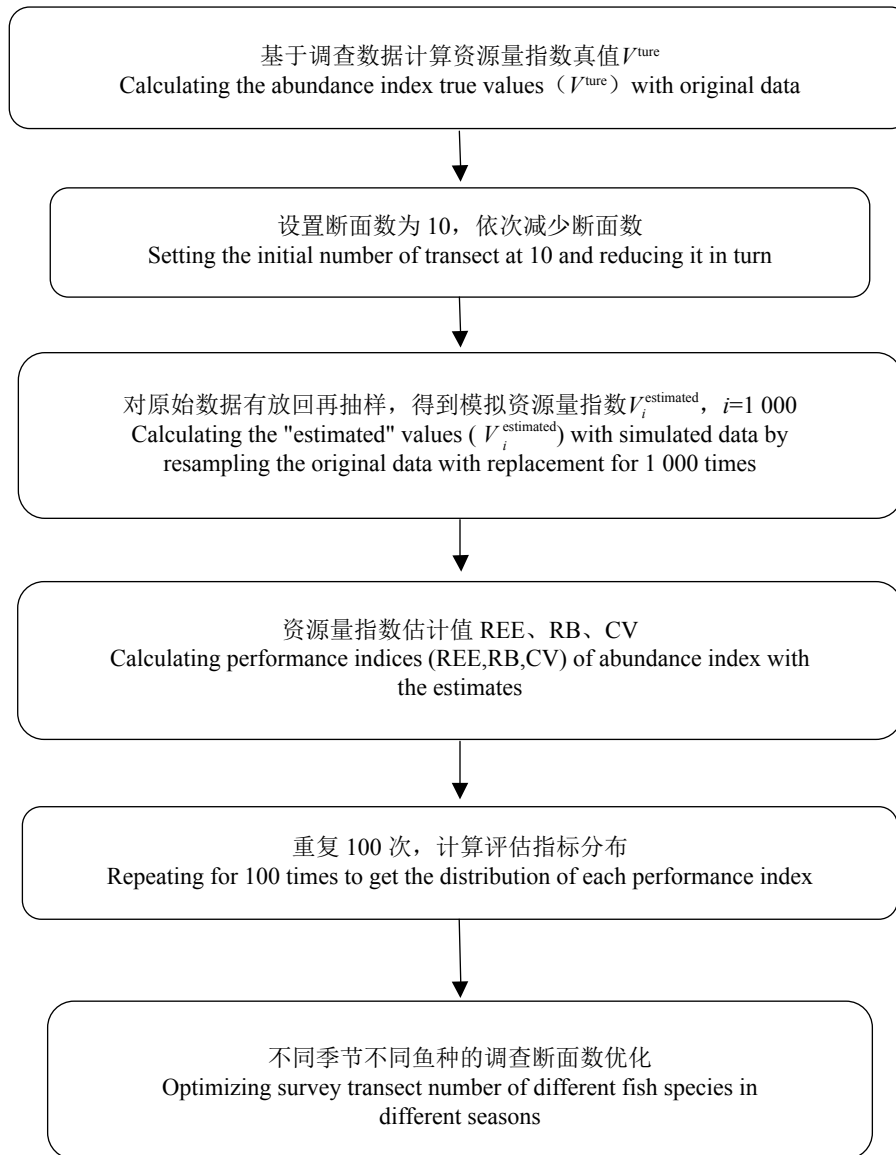 基于调查数据计算资源量指数真值V^ture
Calculating the abundance index true values（V^ture）with original data
设置断面数为 10，依次减少断面数
Setting the initial number of transect at 10 and reducing it in turn
对原始数据有放回再抽样，得到模拟资源量指数V_i^estimated，i=1 000
Calculating the "estimated" values ( V_i^estimated) with simulated data by
resampling the original data with replacement for 1 000 times
资源量指数估计值 REE、RB、CV
Calculating performance indices (REE,RB,CV) of abundance index with
the estimates
重复 100 次，计算评估指标分布
Repeating for 100 times to get the distribution of each performance index
不同季节不同鱼种的调查断面数优化
Optimizing survey transect number of different fish species in
different seasons